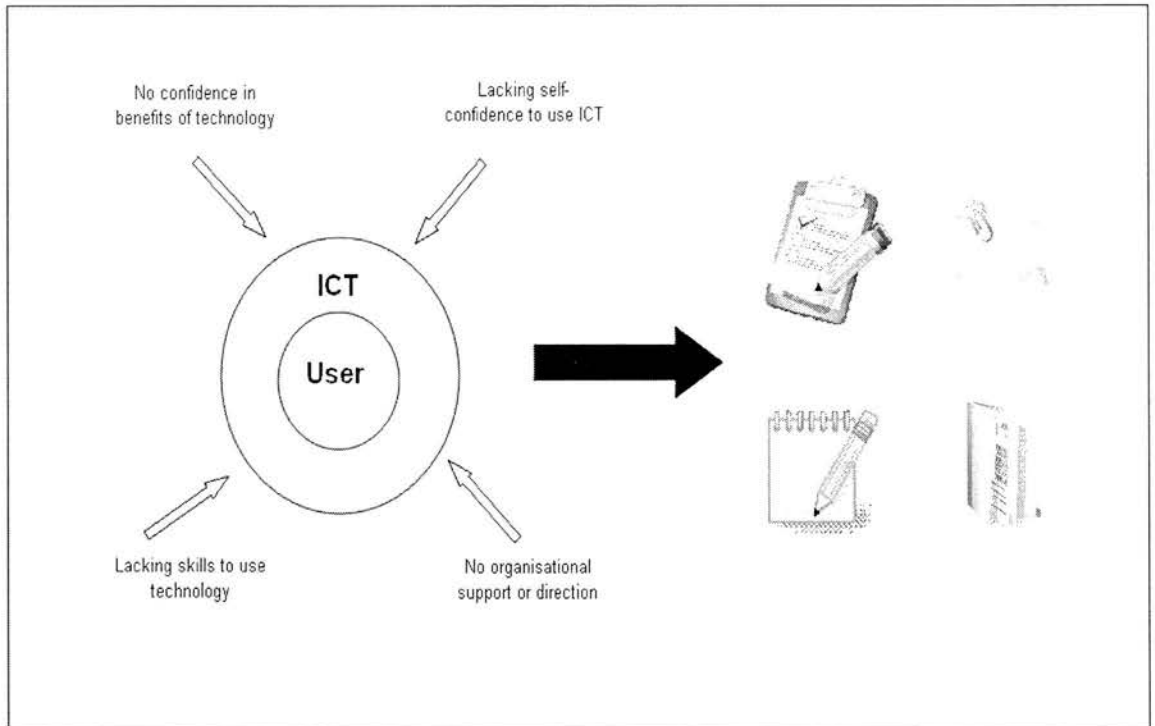 No confidence in
benefits of technology
Lacking self-
confidence to use ICT
ICT
User
Lacking skills to use
technology
No organisational
support or direction